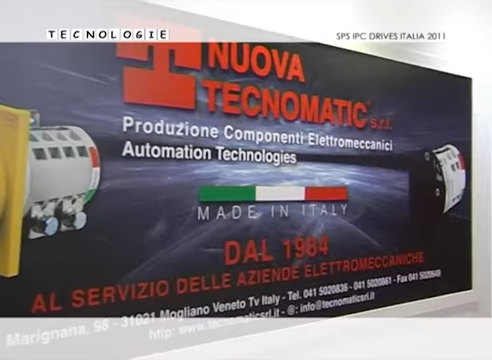 TECNOLOGIE
SPS IPC DRIVES ITALIA 2011
NUOVA
TECNOMATIC s.r.l.
Produzione Componenti Elettromeccanici
Automation Technologies
MADE IN ITALY
DAL 1984
AL SERVIZIO DELLE AZIENDE ELETTROMECCANICHE
Marignana, 98 - 31021 Mogliano Veneto Tv Italy - Tel. 041 5020836 - 041 5020861 - Fax 041 5020649
http: www.tecnomaticsrl.it - @: info@tecnomaticsrl.it